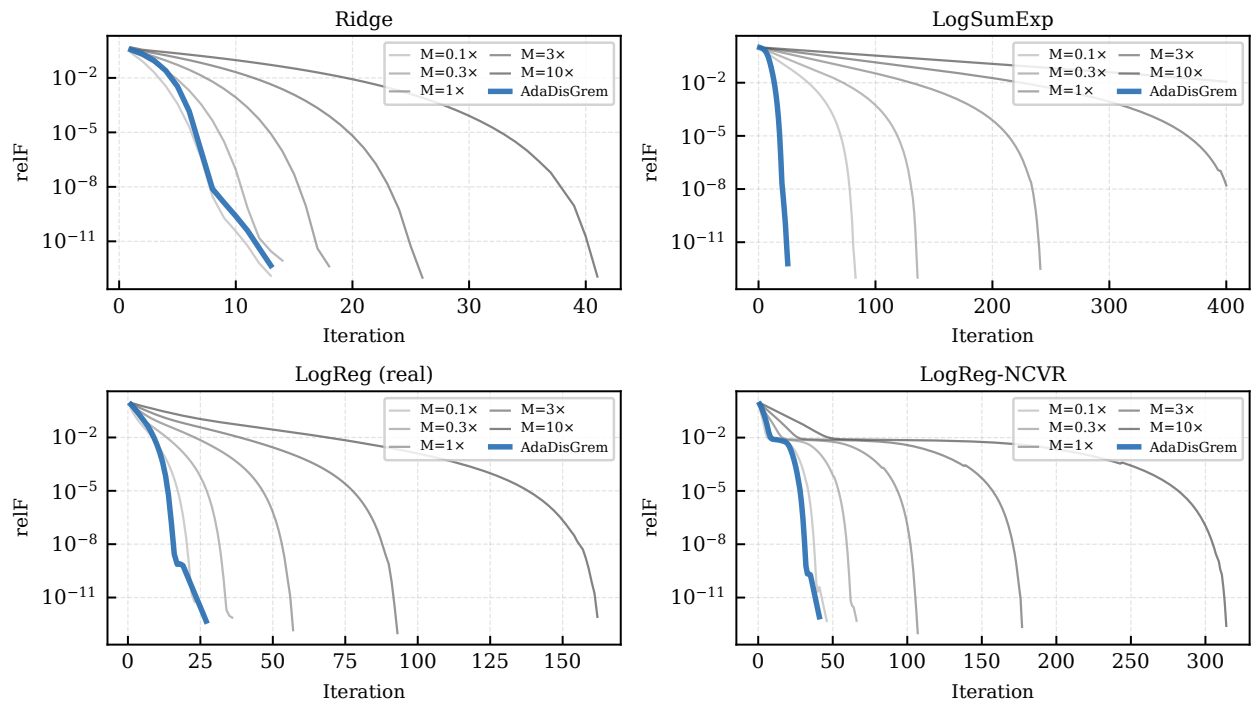 Ridge
relF
10⁻²
10⁻⁵
10⁻⁸
10⁻¹¹
M=0.1× M=3×
M=0.3× M=10×
M=1× AdaDisGrem
0 10 20 30 40
Iteration
LogSumExp
relF
10⁻²
10⁻⁵
10⁻⁸
10⁻¹¹
M=0.1× M=3×
M=0.3× M=10×
M=1× AdaDisGrem
0 100 200 300 400
Iteration
LogReg (real)
relF
10⁻²
10⁻⁵
10⁻⁸
10⁻¹¹
M=0.1× M=3×
M=0.3× M=10×
M=1× AdaDisGrem
0 25 50 75 100 125 150
Iteration
LogReg-NCVR
relF
10⁻²
10⁻⁵
10⁻⁸
10⁻¹¹
M=0.1× M=3×
M=0.3× M=10×
M=1× AdaDisGrem
0 50 100 150 200 250 300
Iteration